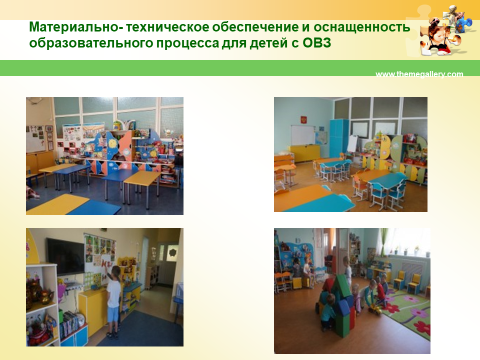 Материально- техническое обеспечение и оснащенность
образовательного процесса для детей с ОВЗ
www.themegallery.com